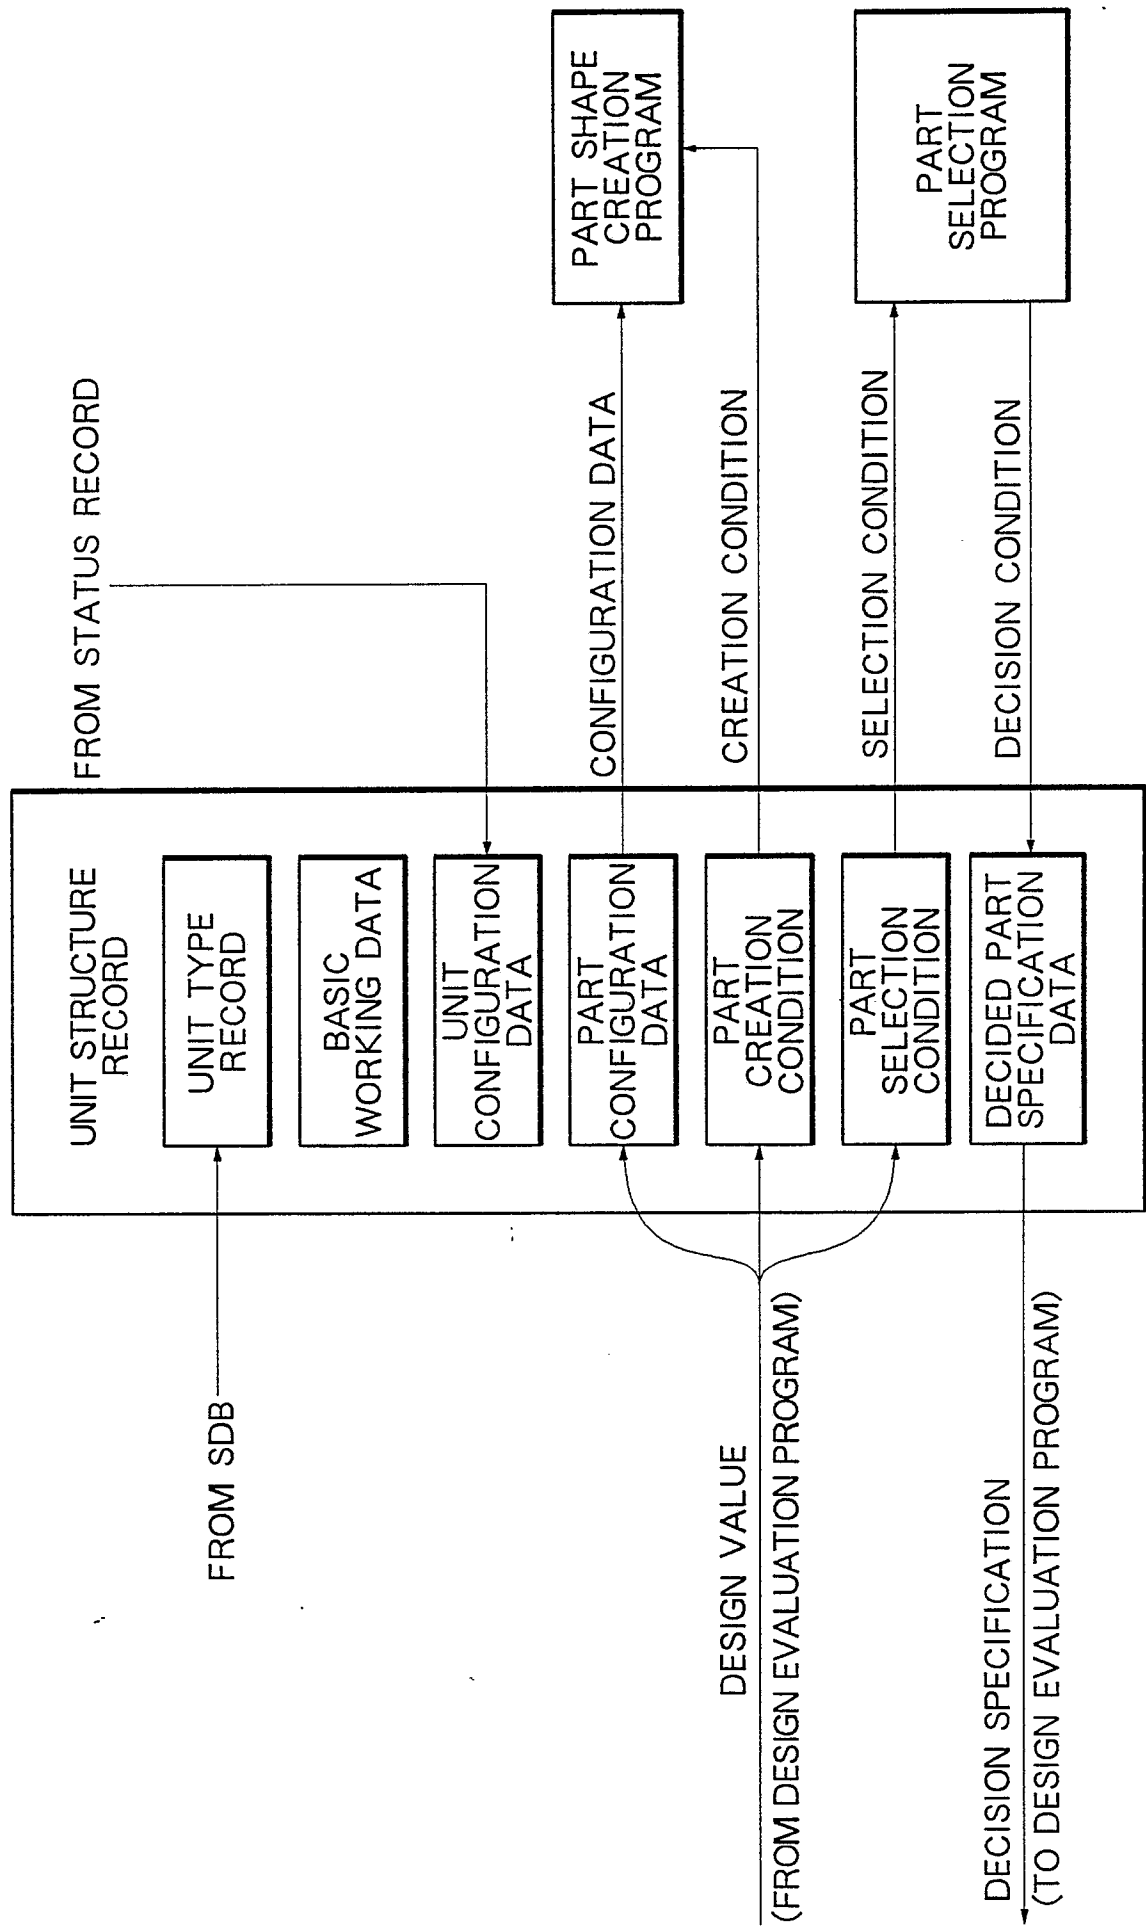 UNIT STRUCTURE
RECORD
FROM STATUS RECORD
FROM SDB
UNIT TYPE
RECORD
BASIC
WORKING DATA
UNIT
CONFIGURATION
DATA
PART
CONFIGURATION
DATA
CONFIGURATION DATA
PART SHAPE
CREATION
PROGRAM
DESIGN VALUE
(FROM DESIGN EVALUATION PROGRAM)
PART
CREATION
CONDITION
CREATION CONDITION
PART
SELECTION
CONDITION
SELECTION CONDITION
PART
SELECTION
PROGRAM
DECISION SPECIFICATION
(TO DESIGN EVALUATION PROGRAM)
DECIDED PART
SPECIFICATION
DATA
DECISION CONDITION